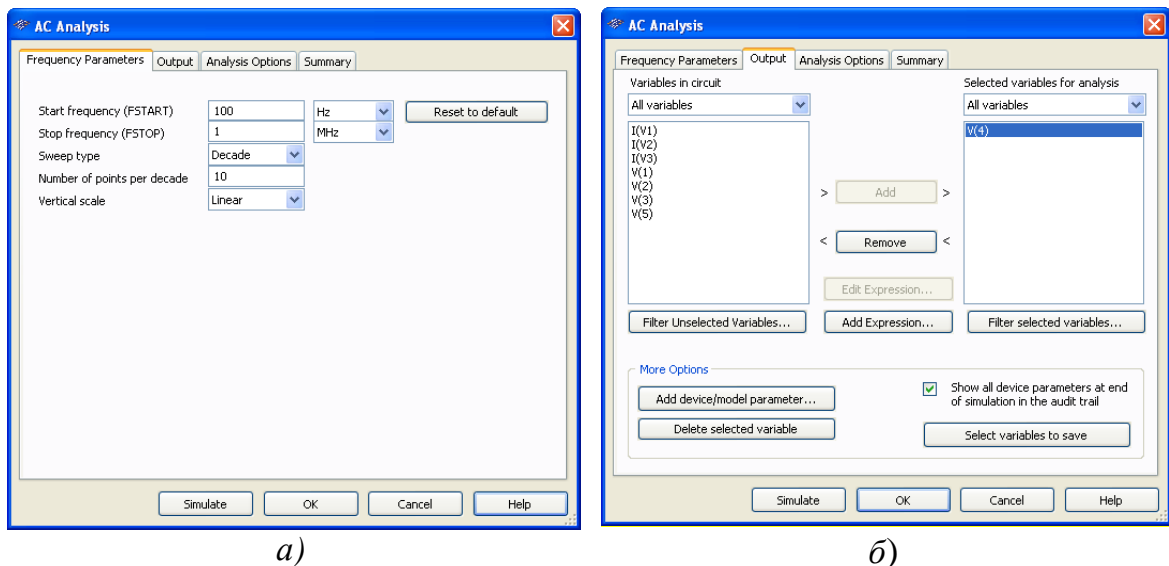 AC Analysis
Frequency Parameters Output Analysis Options Summary
Start frequency (FSTART) 100 Hz Reset to default
Stop frequency (FSTOP) 1 MHz
Sweep type Decade
Number of points per decade 10
Vertical scale Linear
Simulate OK Cancel Help
а)
AC Analysis
Frequency Parameters Output Analysis Options Summary
Variables in circuit Selected variables for analysis
All variables All variables
I(V1) V(4)
I(V2)
I(V3)
V(1)
V(2)
V(3)
V(5)
> Add >
< Remove <
Edit Expression...
Filter Unselected Variables... Add Expression... Filter selected variables...
More Options
Add device/model parameter... Show all device parameters at end
of simulation in the audit trail
Delete selected variable Select variables to save
Simulate OK Cancel Help
б)